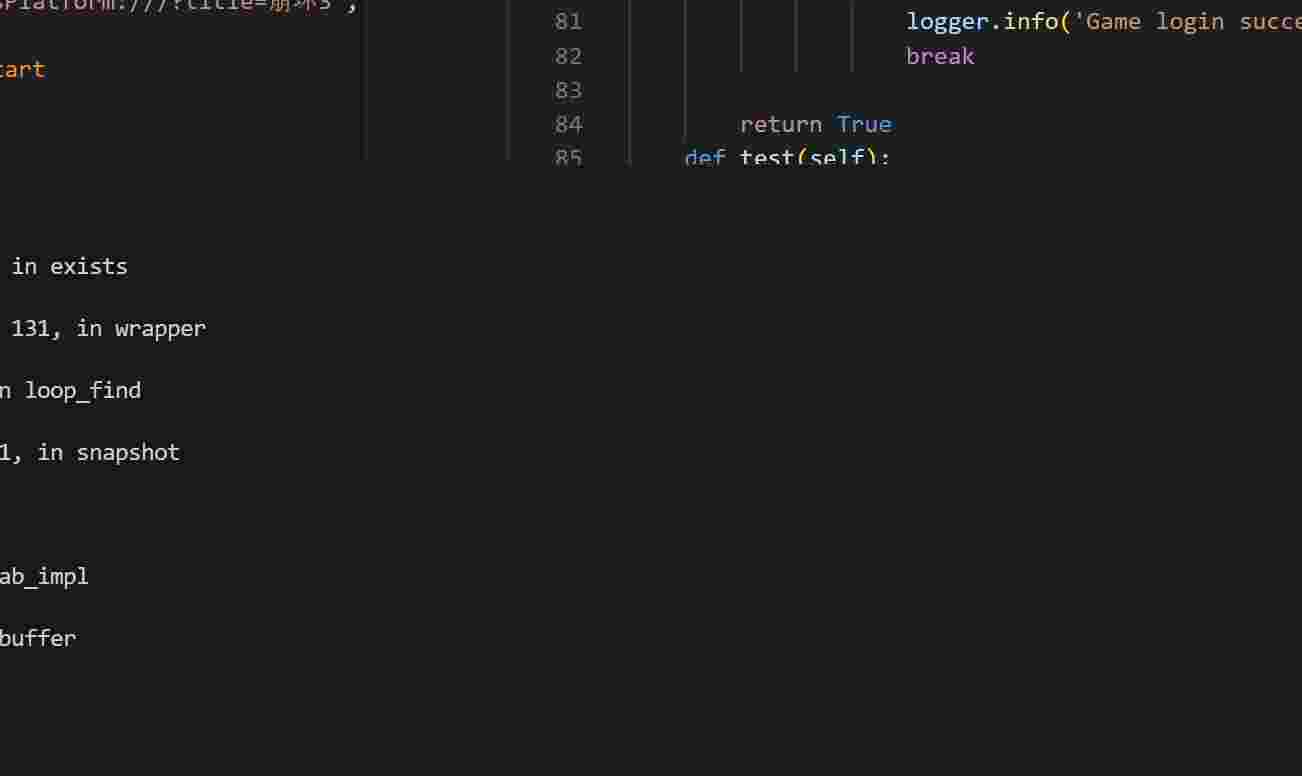 Platform:///?title=崩坏3',
tart
81 logger.info('Game login succe
82 break
83
84 return True
85 def test(self):
in exists
131, in wrapper
n loop_find
1, in snapshot
ab_impl
buffer